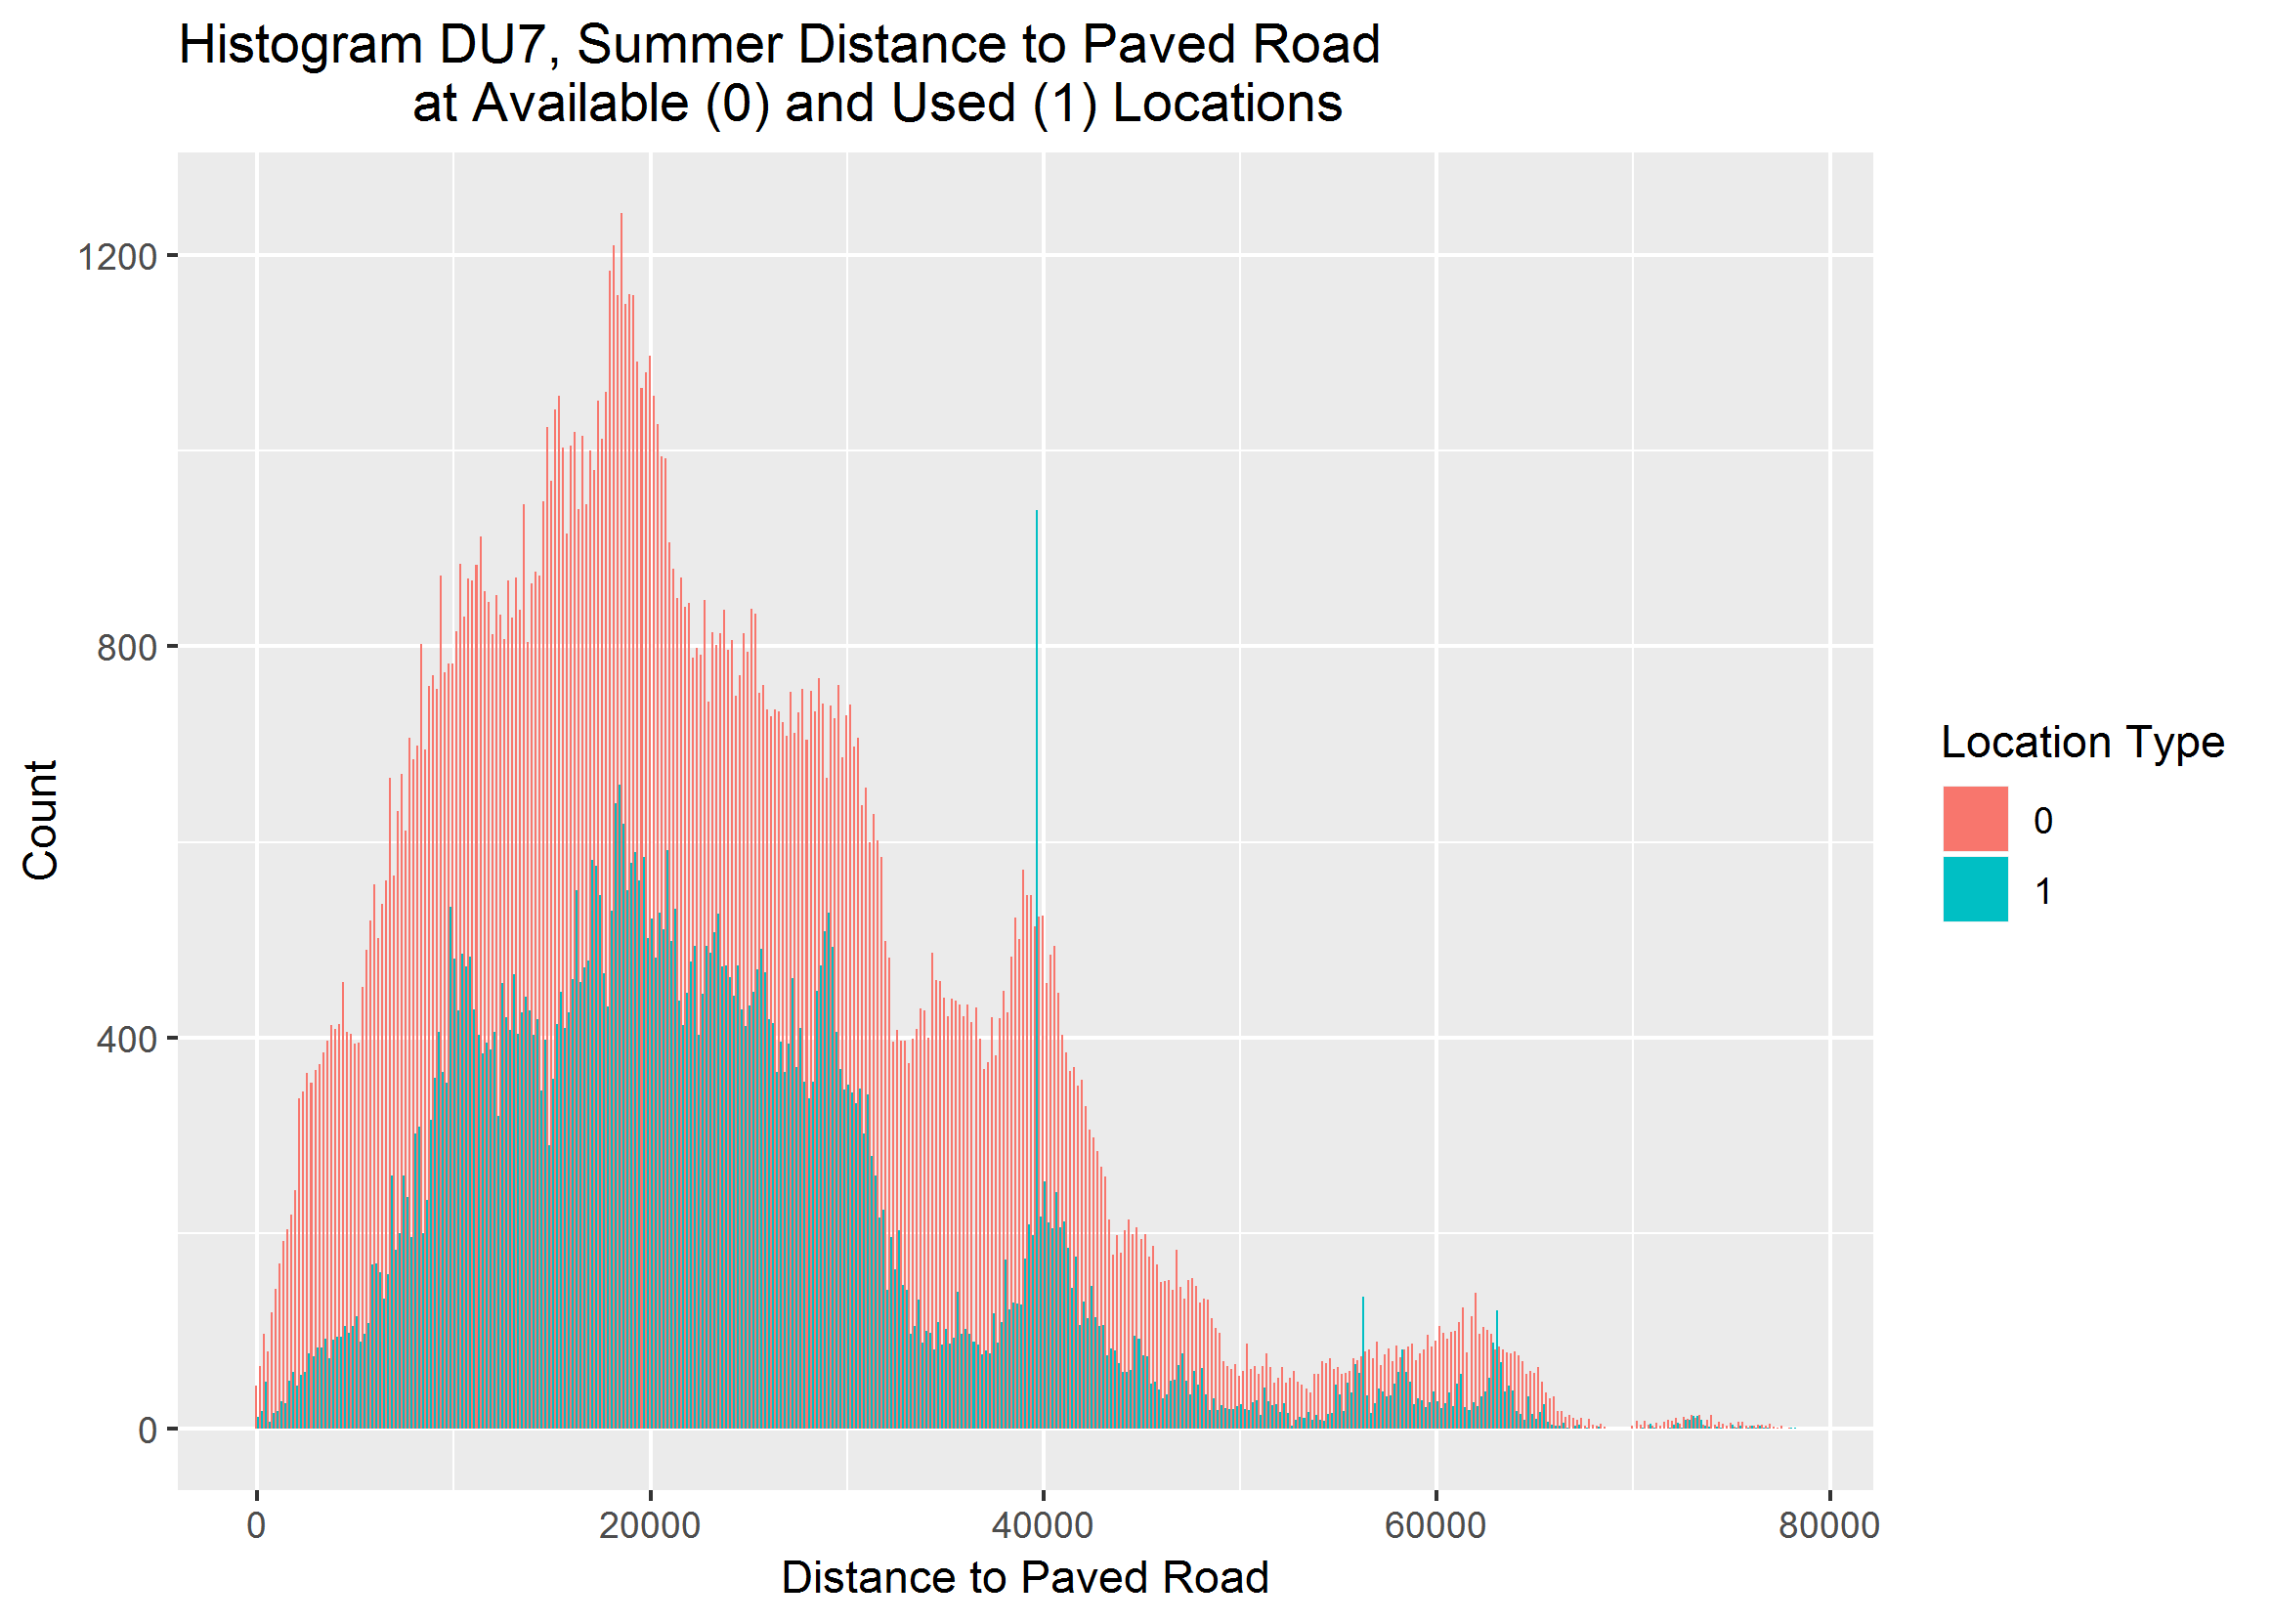 Histogram DU7, Summer Distance to Paved Road
at Available (0) and Used (1) Locations
1200
800
400
0
Count
0 20000 40000 60000 80000
Distance to Paved Road
Location Type
0
1